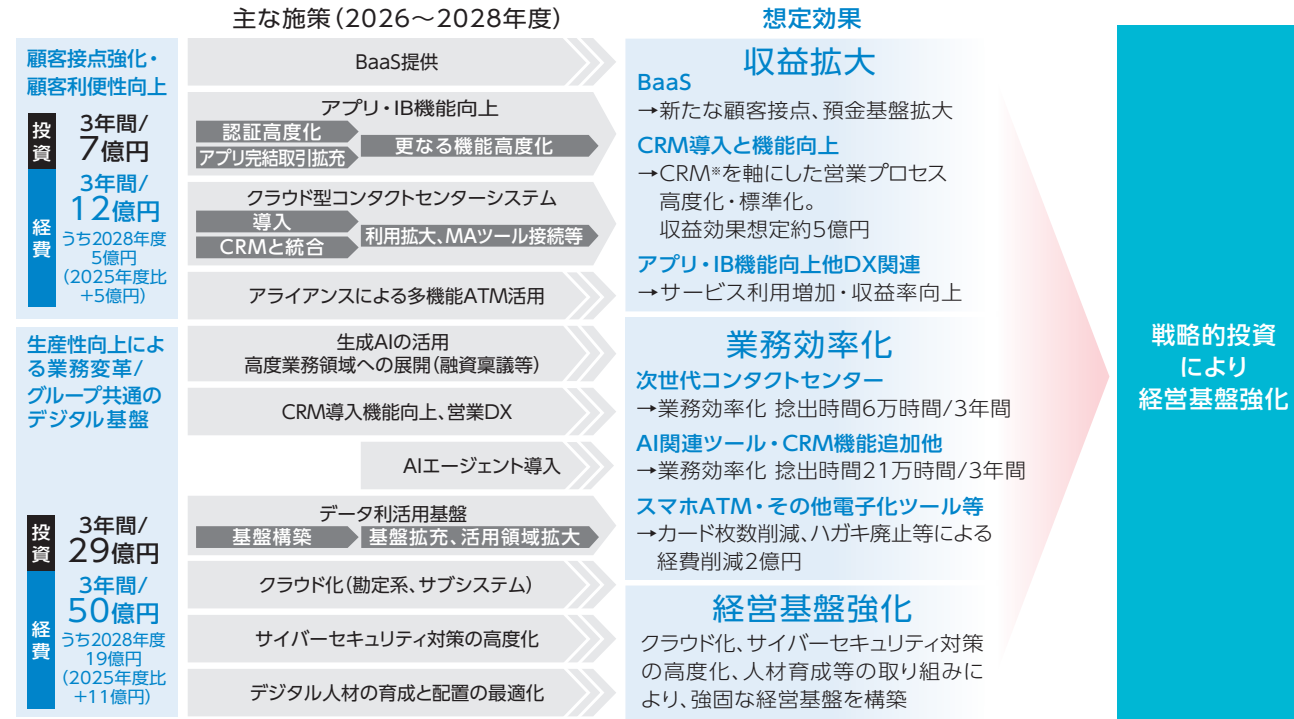 主な施策(2026～2028年度)
想定効果
顧客接点強化・
顧客利便性向上
投資
3年間/
7億円
経費
3年間/
12億円
うち2028年度
5億円
(2025年度比
+5億円)
BaaS提供
アプリ・IB機能向上
認証高度化
アプリ完結取引拡充
更なる機能高度化
クラウド型コンタクトセンターシステム
導入
CRMと統合
利用拡大、MAツール接続等
アライアンスによる多機能ATM活用
生産性向上によ
る業務変革/
グループ共通の
デジタル基盤
投資
3年間/
29億円
経費
3年間/
50億円
うち2028年度
19億円
(2025年度比
+11億円)
生成AIの活用
高度業務領域への展開(融資稟議等)
CRM導入機能向上、営業DX
AIエージェント導入
データ利活用基盤
基盤構築
基盤拡充、活用領域拡大
クラウド化(勘定系、サブシステム)
サイバーセキュリティ対策の高度化
デジタル人材の育成と配置の最適化
収益拡大
BaaS
→新たな顧客接点、預金基盤拡大
CRM導入と機能向上
→CRM※を軸にした営業プロセス
高度化・標準化。
収益効果想定約5億円
アプリ・IB機能向上他DX関連
→サービス利用増加・収益率向上
業務効率化
次世代コンタクトセンター
→業務効率化 捻出時間6万時間/3年間
AI関連ツール・CRM機能追加他
→業務効率化 捻出時間21万時間/3年間
スマホATM・その他電子化ツール等
→カード枚数削減、ハガキ廃止等による
経費削減2億円
経営基盤強化
クラウド化、サイバーセキュリティ対策
の高度化、人材育成等の取り組みに
より、強固な経営基盤を構築
戦略的投資
により
経営基盤強化